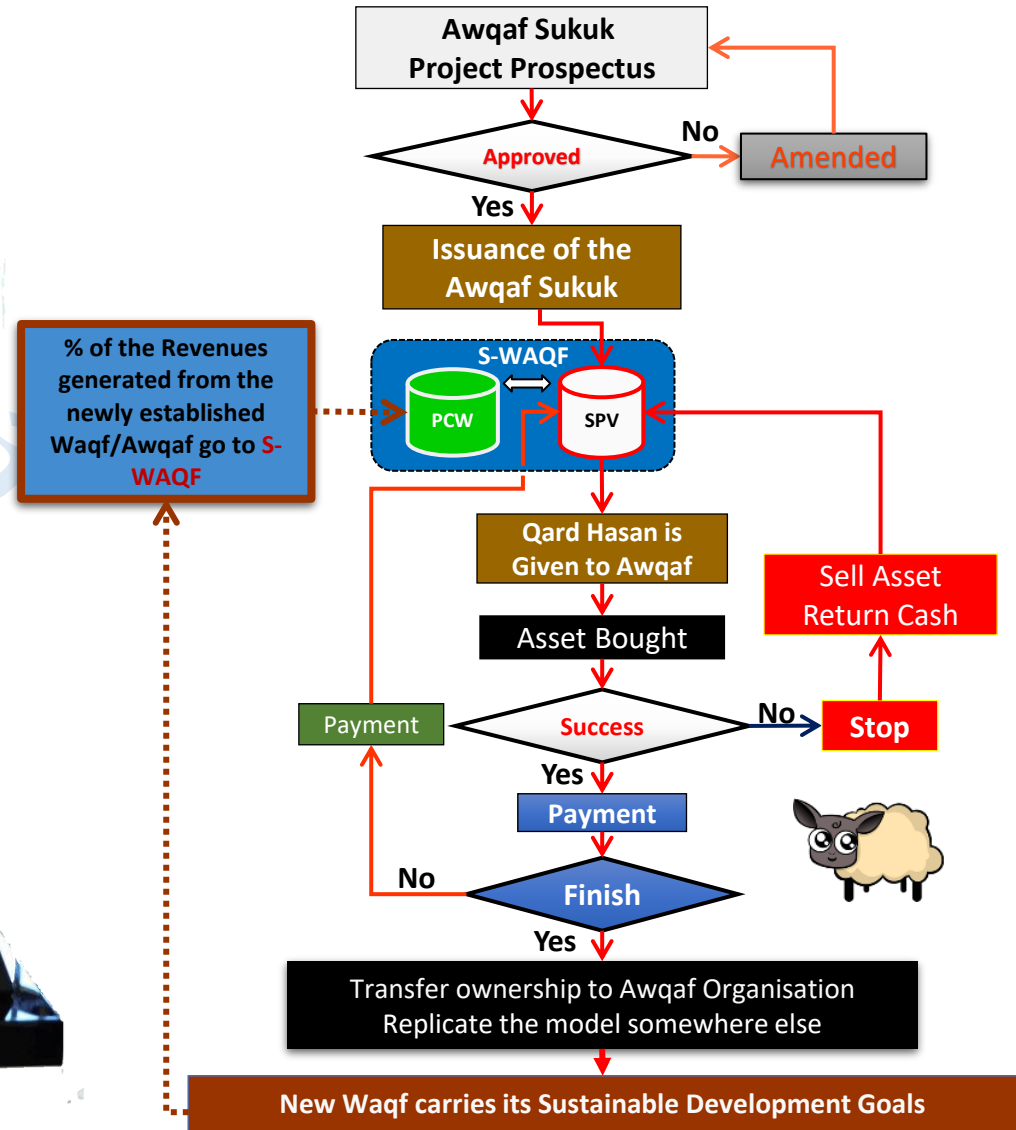 Awqaf Sukuk
Project Prospectus
Approved
No
Amended
Yes
Issuance of the
Awqaf Sukuk
% of the Revenues
generated from the
newly established
Waqf/Awqaf go to S-
WAQF
S-WAQF
PCW
SPV
Qard Hasan is
Given to Awqaf
Sell Asset
Return Cash
Asset Bought
Payment
Success
No
Stop
Yes
Payment
No
Finish
Yes
Transfer ownership to Awqaf Organisation
Replicate the model somewhere else
New Waqf carries its Sustainable Development Goals